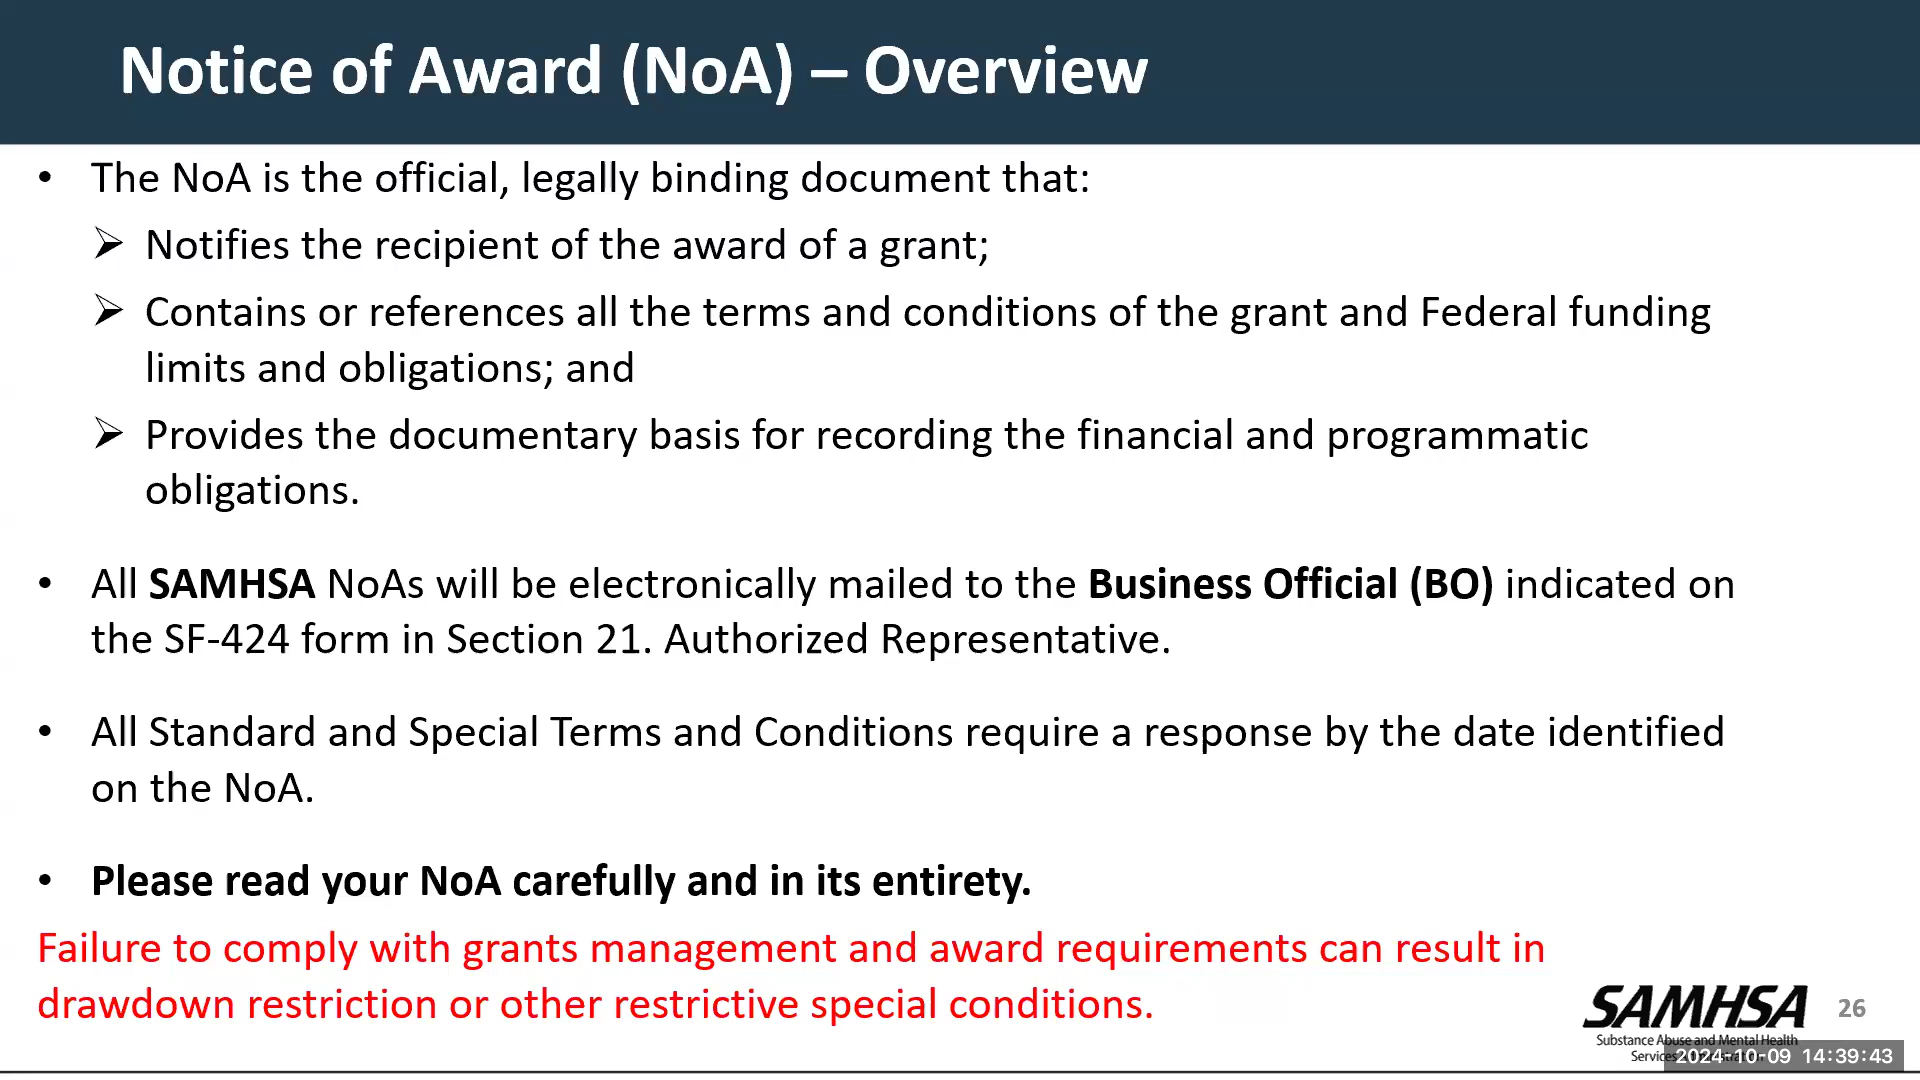 Notice of Award (NoA) – Overview
• The NoA is the official, legally binding document that:
➢ Notifies the recipient of the award of a grant;
➢ Contains or references all the terms and conditions of the grant and Federal funding
limits and obligations; and
➢ Provides the documentary basis for recording the financial and programmatic
obligations.
• All SAMHSA NoAs will be electronically mailed to the Business Official (BO) indicated on
the SF-424 form in Section 21. Authorized Representative.
• All Standard and Special Terms and Conditions require a response by the date identified
on the NoA.
• Please read your NoA carefully and in its entirety.
Failure to comply with grants management and award requirements can result in
drawdown restriction or other restrictive special conditions.
SAMHSA
Substance Abuse and Mental Health
26
2024-10-09 14:39:43